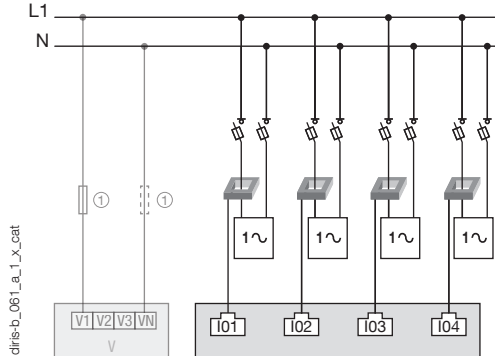 L1
N
① ①
1∿ 1∿ 1∿ 1∿
V1 V2 V3 VN
V
I01 I02 I03 I04
diris-b_061_a_1_x_cat